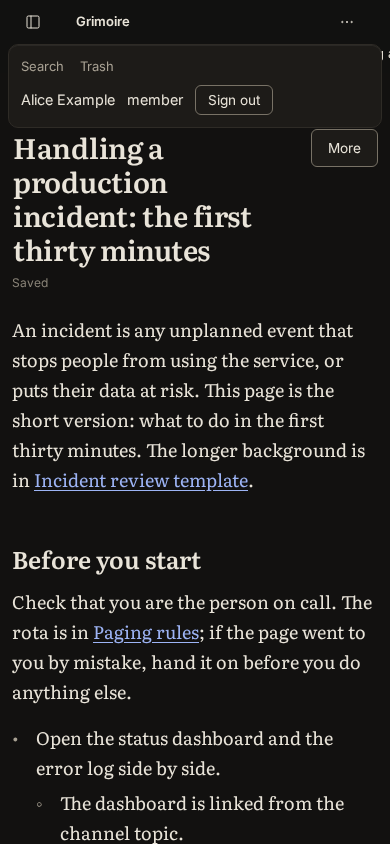 Grimoire
Search Trash
Alice Example member Sign out
Handling a
production
incident: the first
thirty minutes
More
Saved
An incident is any unplanned event that
stops people from using the service, or
puts their data at risk. This page is the
short version: what to do in the first
thirty minutes. The longer background is
in Incident review template.
Before you start
Check that you are the person on call. The
rota is in Paging rules; if the page went to
you by mistake, hand it on before you do
anything else.
• Open the status dashboard and the
error log side by side.
◦ The dashboard is linked from the
channel topic.